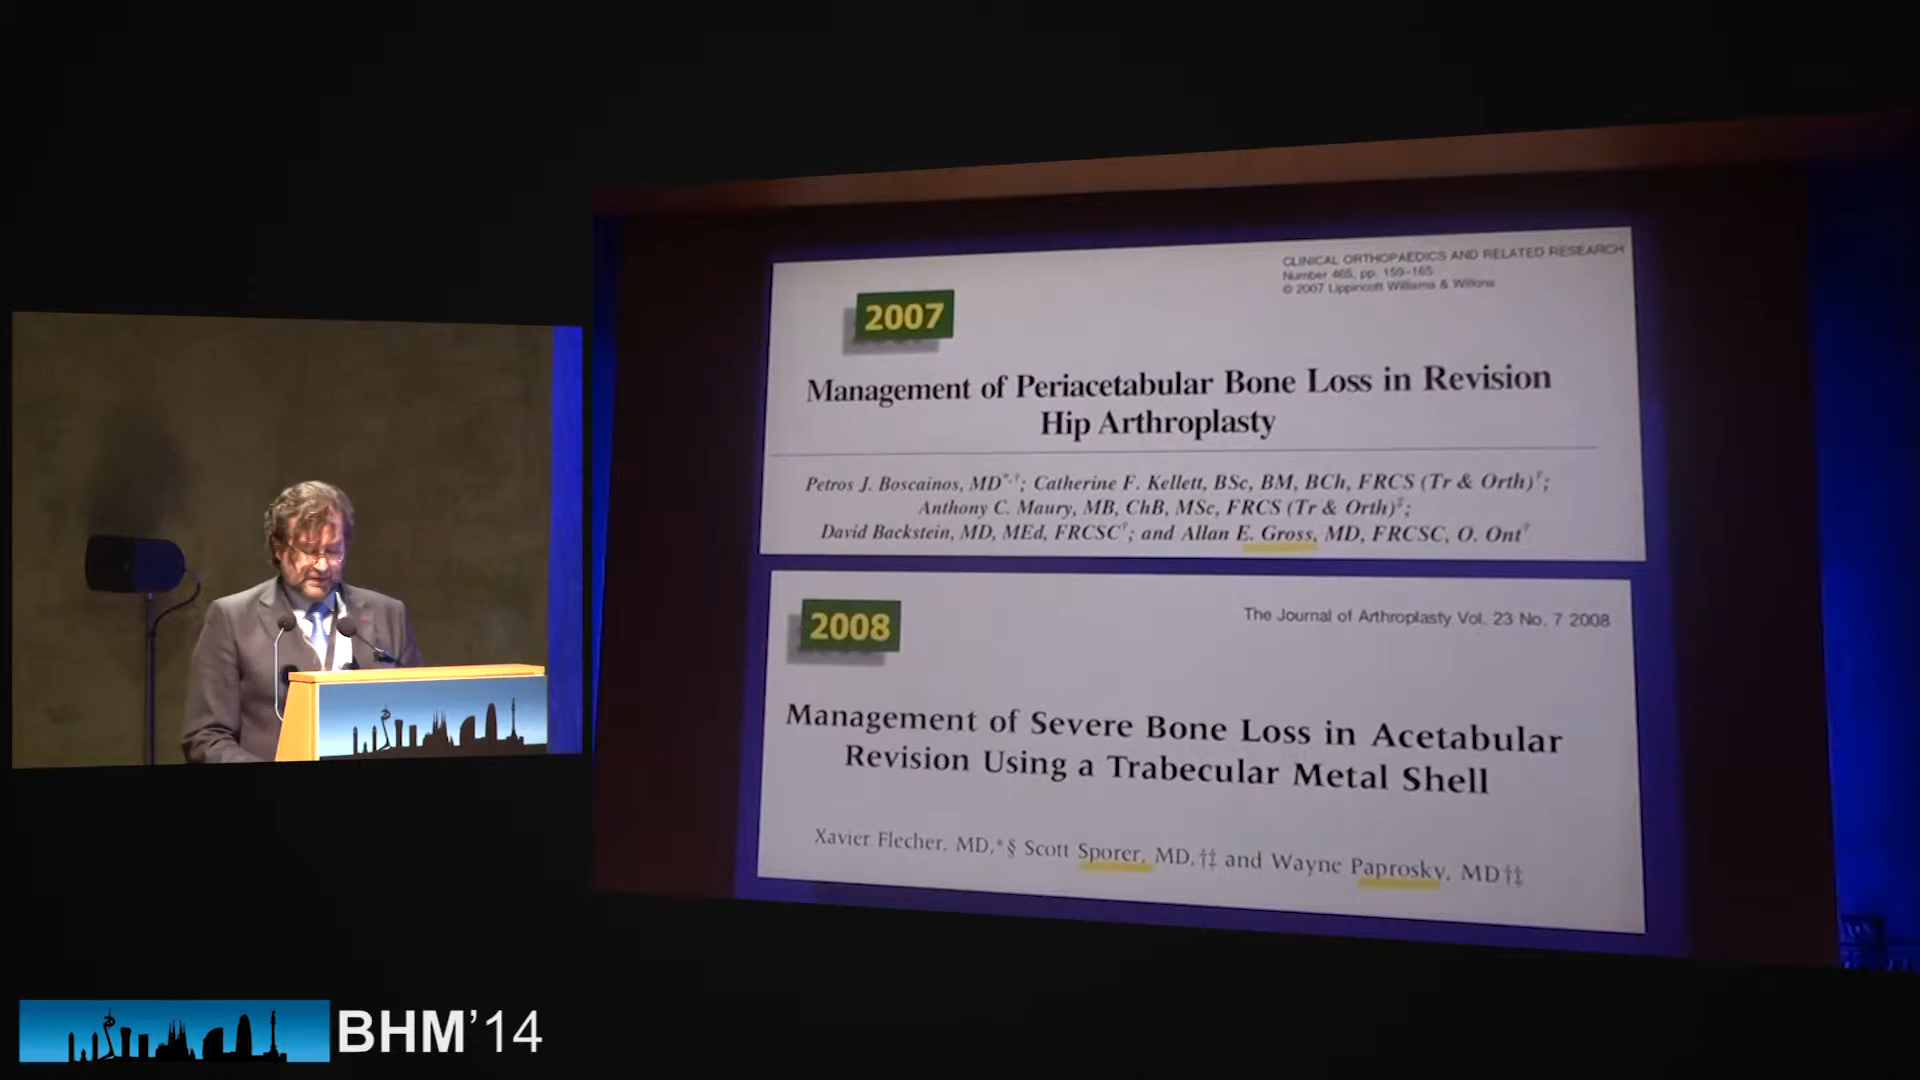 CLINICAL ORTHOPAEDICS AND RELATED RESEARCH
Number 465, pp. 159–165
© 2007 Lippincott Williams & Wilkins
2007
Management of Periacetabular Bone Loss in Revision
Hip Arthroplasty
Petros J. Boscainos, MD*,†; Catherine F. Kellett, BSc, BM, BCh, FRCS (Tr & Orth)†;
Anthony C. Maury, MB, ChB, MSc, FRCS (Tr & Orth)‡;
David Backstein, MD, MEd, FRCSC†; and Allan E. Gross, MD, FRCSC, O. Ont†
2008
The Journal of Arthroplasty Vol. 23 No. 7 2008
Management of Severe Bone Loss in Acetabular
Revision Using a Trabecular Metal Shell
Xavier Flecher, MD,*§ Scott Sporer, MD,†‡ and Wayne Paprosky, MD†‡
BHM’14